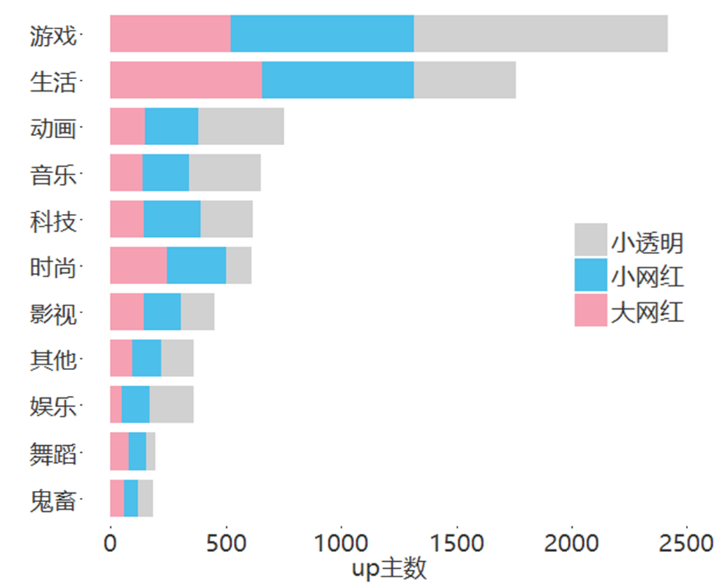 游戏
生活
动画
音乐
科技
时尚
影视
其他
娱乐
舞蹈
鬼畜
小透明
小网红
大网红
0 500 1000 1500 2000 2500
up主数